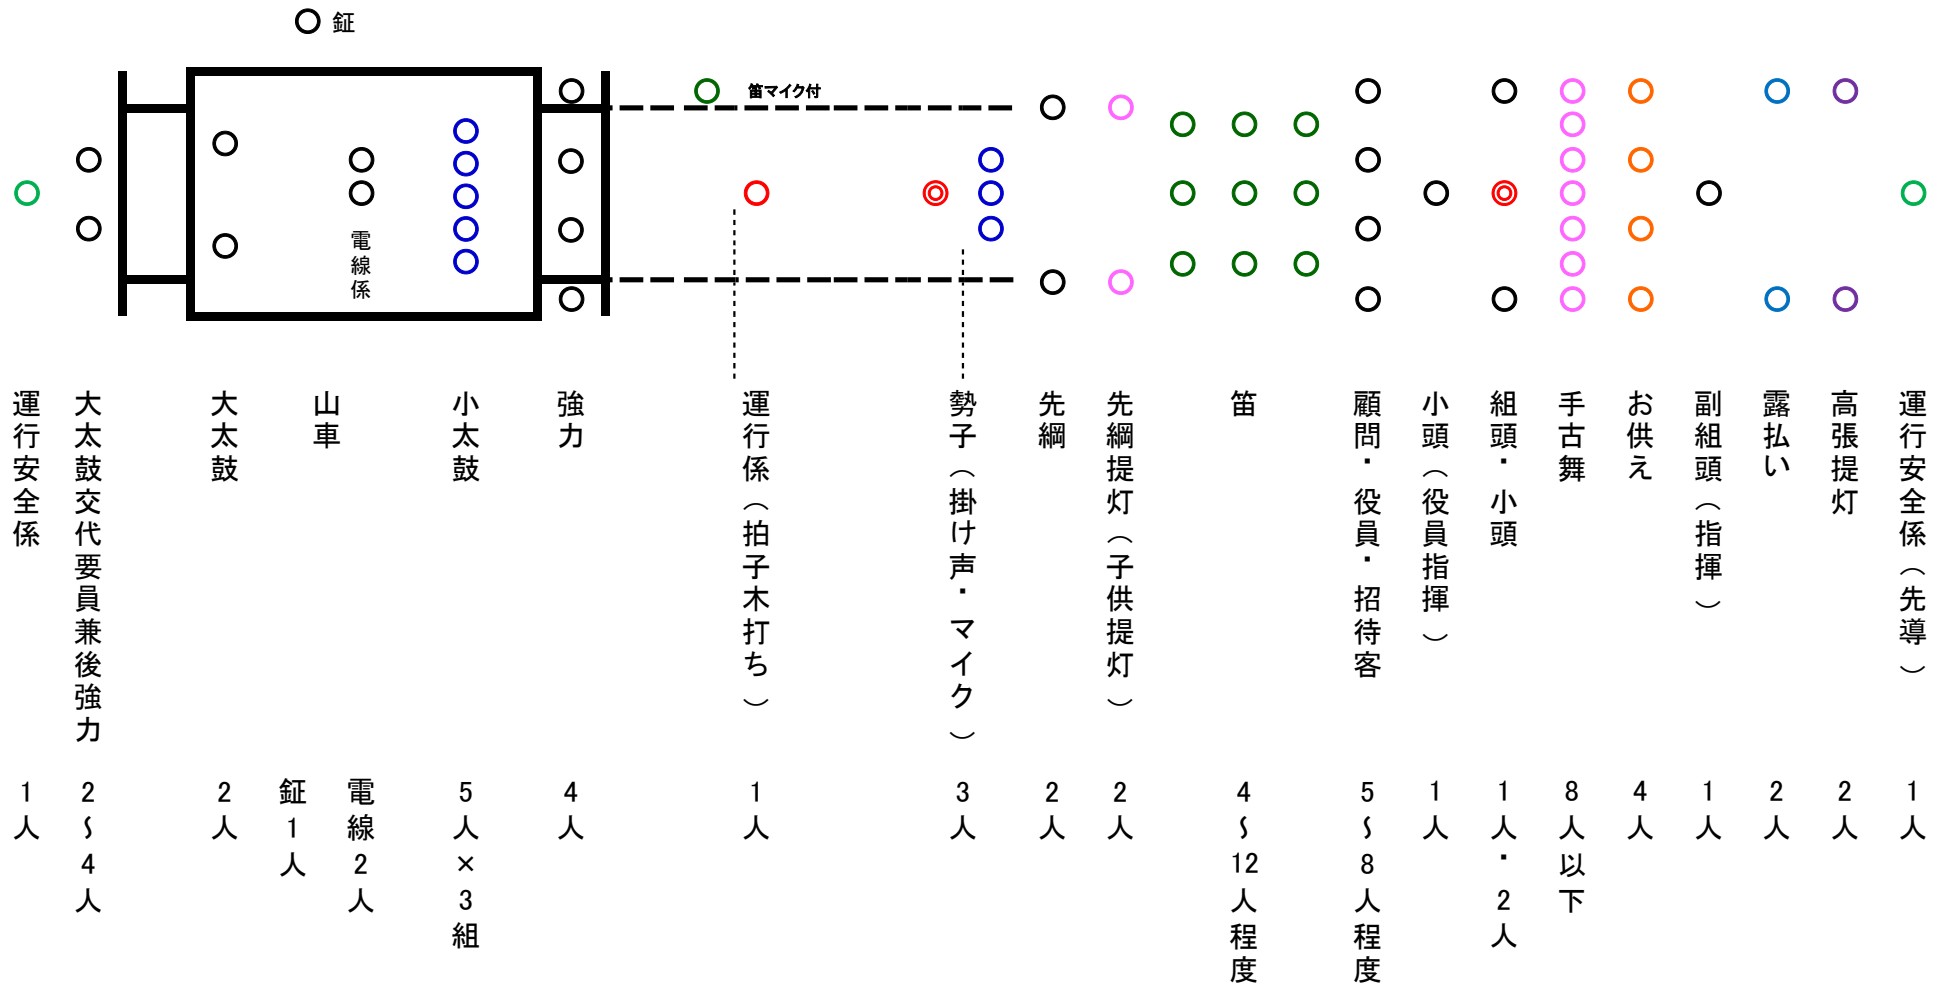 鉦
笛マイク付
電線係
運行安全係(先導)
高張提灯
露払い
副組頭(指揮)
お供え
手古舞
組頭・小頭
小頭(役員指揮)
顧問・役員・招待客
笛
先綱提灯(子供提灯)
先綱
勢子(掛け声・マイク)
運行係(拍子木打ち)
強力
小太鼓
山車
大太鼓
大太鼓交代要員兼後強力
運行安全係
1人
2人
2人
1人
4人
8人以下
1人・2人
1人
5~8人程度
4~12人程度
2人
2人
3人
1人
4人
5人×3組
電線2人
鉦1人
2人
2~4人
1人